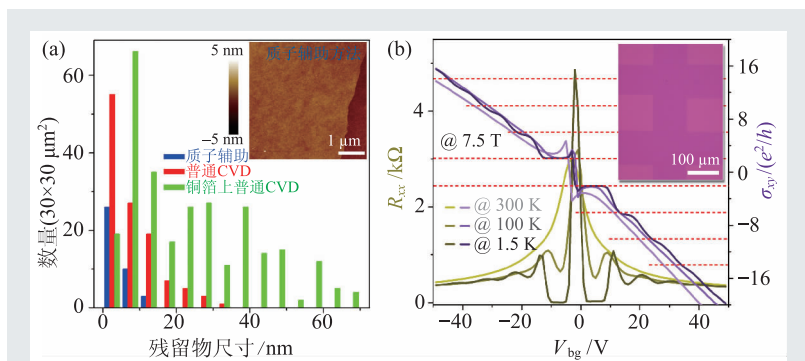 (a)
5 nm
−5 nm
质子辅助方法
1 µm
质子辅助
普通CVD
铜箔上普通CVD
数量(30×30 µm²)
60
40
20
0
0
20
40
60
残留物尺寸/nm
(b)
@ 7.5 T
100 µm
@ 300 K
@ 100 K
@ 1.5 K
Rxx/kΩ
4
2
0
σxy/(e²/h)
16
8
0
−8
−16
−50
−20
0
20
50
Vbg/V